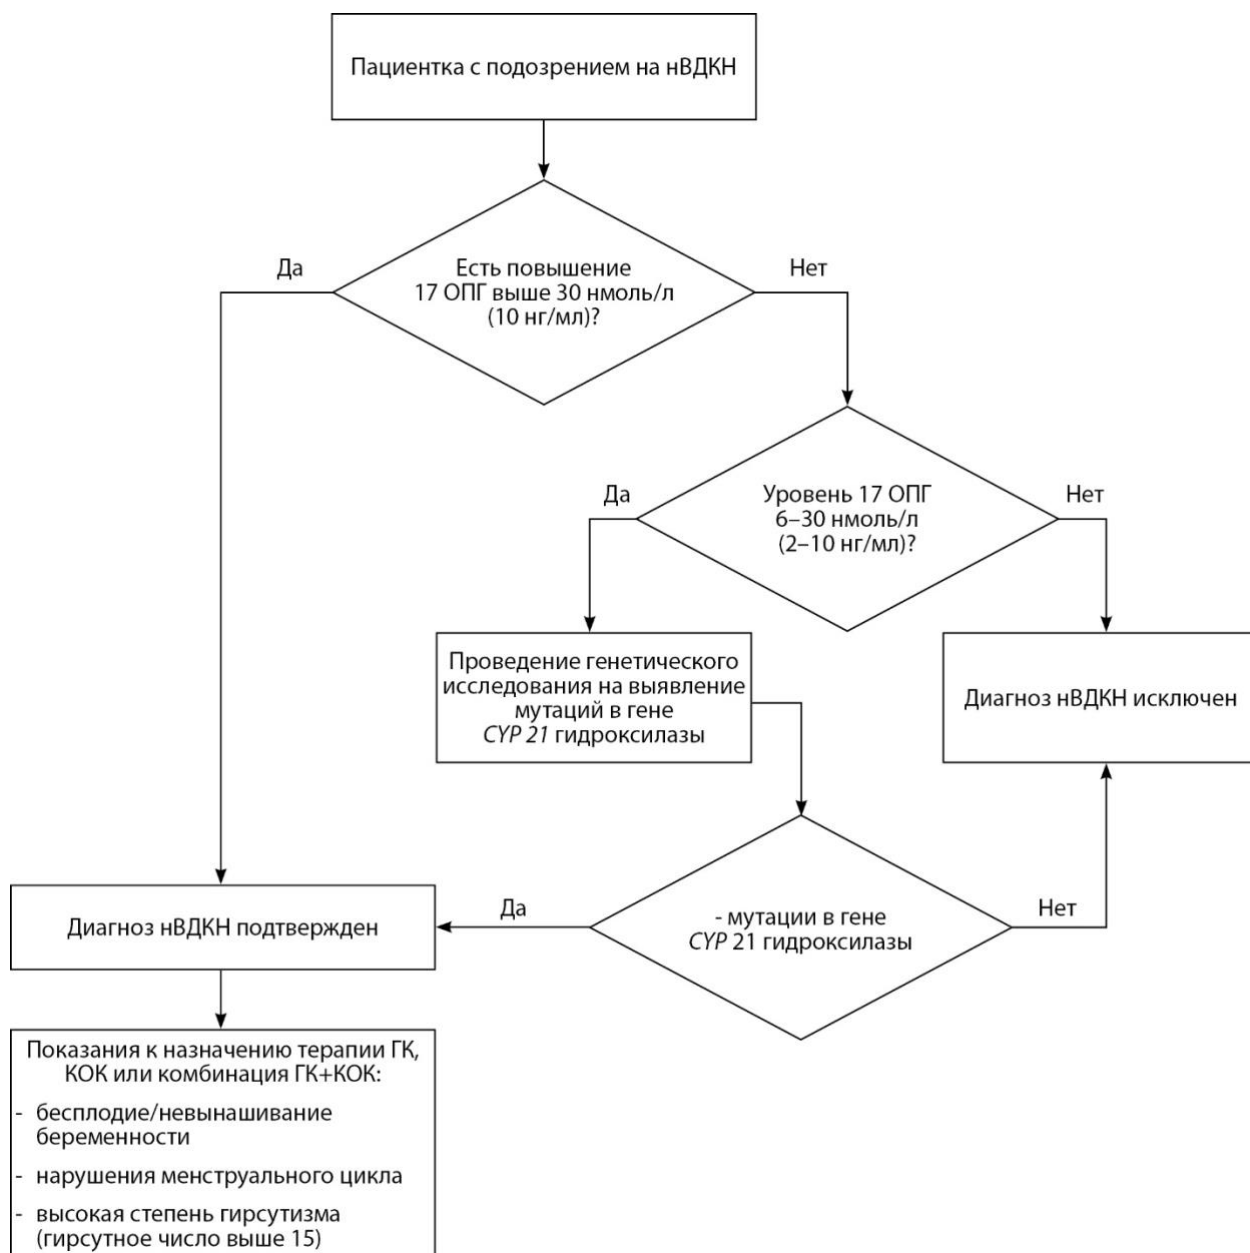 Пациентка с подозрением на нВДКН
Да
Есть повышение
17 ОПГ выше 30 нмоль/л
(10 нг/мл)?
Нет
Да
Уровень 17 ОПГ
6–30 нмоль/л
(2–10 нг/мл)?
Нет
Проведение генетического
исследования на выявление
мутаций в гене
CYP 21 гидроксилазы
Диагноз нВДКН исключен
Диагноз нВДКН подтвержден
Да
- мутации в гене
CYP 21 гидроксилазы
Нет
Показания к назначению терапии ГК,
КОК или комбинация ГК+КОК:
- бесплодие/невынашивание
беременности
- нарушения менструального цикла
- высокая степень гирсутизма
(гирсутное число выше 15)